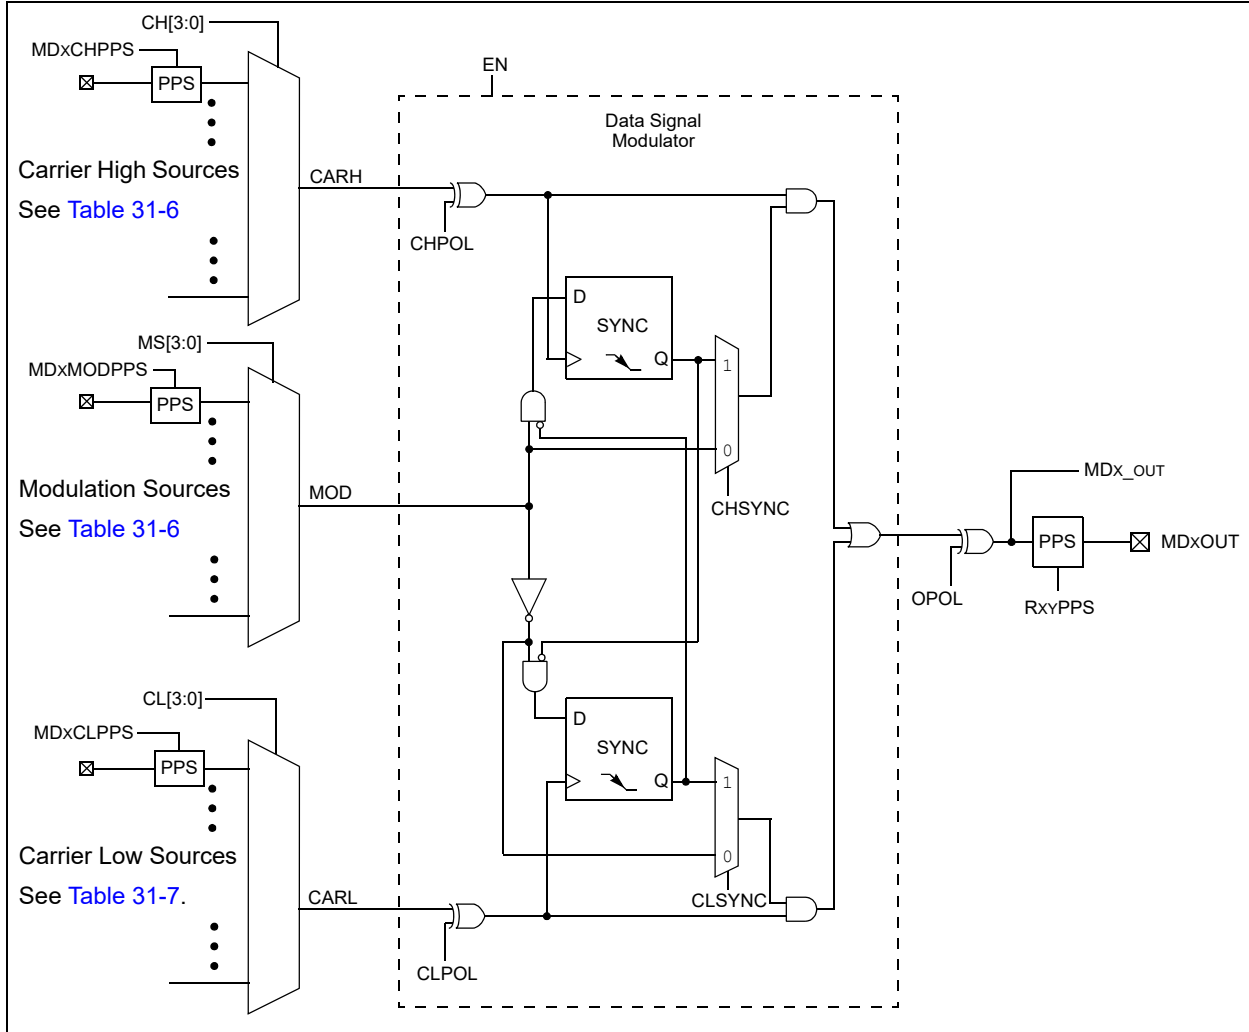 CH[3:0]
MDxCHPPS
PPS
Carrier High Sources
See Table 31-6
CARH
CHPOL
EN
Data Signal
Modulator
D
SYNC
Q
1
0
CHSYNC
MS[3:0]
MDxMODPPS
PPS
Modulation Sources
See Table 31-6
MOD
MDx_OUT
PPS
MDxOUT
OPOL
RxyPPS
CL[3:0]
MDxCLPPS
PPS
Carrier Low Sources
See Table 31-7.
CARL
CLPOL
D
SYNC
Q
1
0
CLSYNC